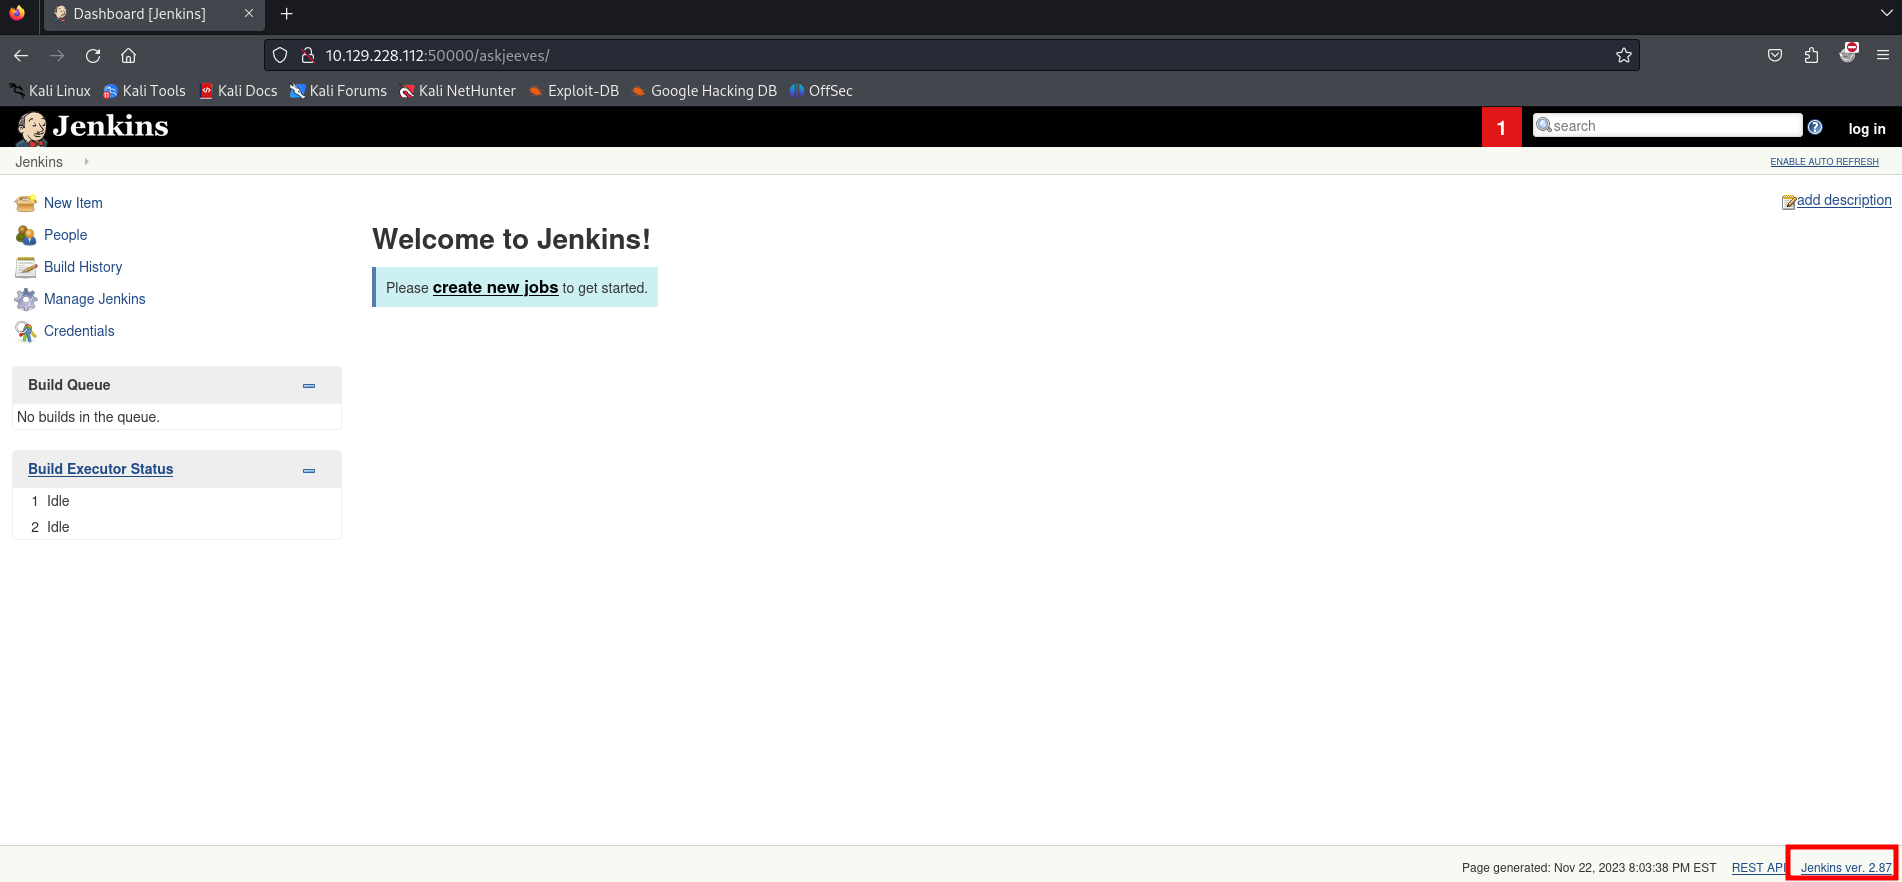 Dashboard [Jenkins]
10.129.228.112:50000/askjeeves/
Kali Linux Kali Tools Kali Docs Kali Forums Kali NetHunter Exploit-DB Google Hacking DB OffSec
Jenkins 1 search log in
Jenkins ENABLE AUTO REFRESH
New Item
People
Build History
Manage Jenkins
Credentials
add description
Welcome to Jenkins!
Please create new jobs to get started.
Build Queue
No builds in the queue.
Build Executor Status
1 Idle
2 Idle
Page generated: Nov 22, 2023 8:03:38 PM EST REST API Jenkins ver. 2.87